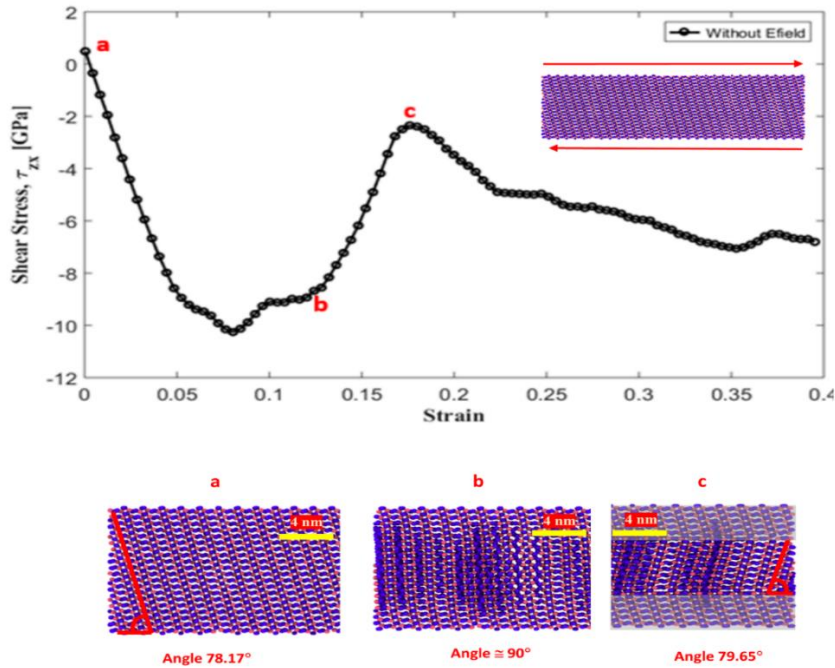 2
0
-2
-4
-6
-8
-10
-12
0
0.05
0.1
0.15
0.2
0.25
0.3
0.35
0.4
Shear Stress, τzx |GPa]
Strain
Without Efield
a
b
c
a
b
c
4 nm
4 nm
4 nm
Angle 78.17°
Angle ≅ 90°
Angle 79.65°